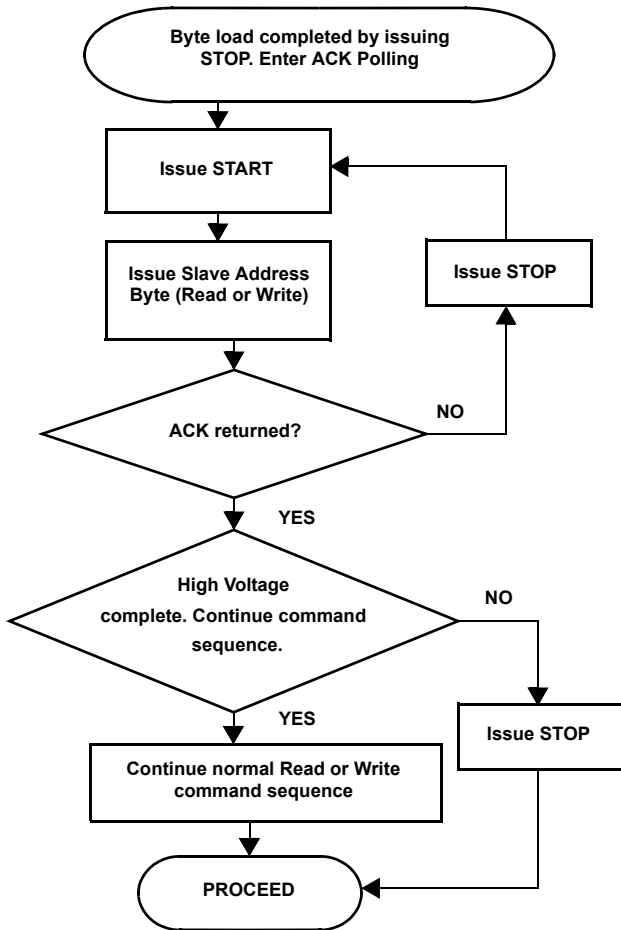 Byte load completed by issuing
STOP. Enter ACK Polling
Issue START
Issue Slave Address
Byte (Read or Write)
Issue STOP
ACK returned?
NO
YES
High Voltage
complete. Continue command
sequence.
NO
YES
Issue STOP
Continue normal Read or Write
command sequence
PROCEED